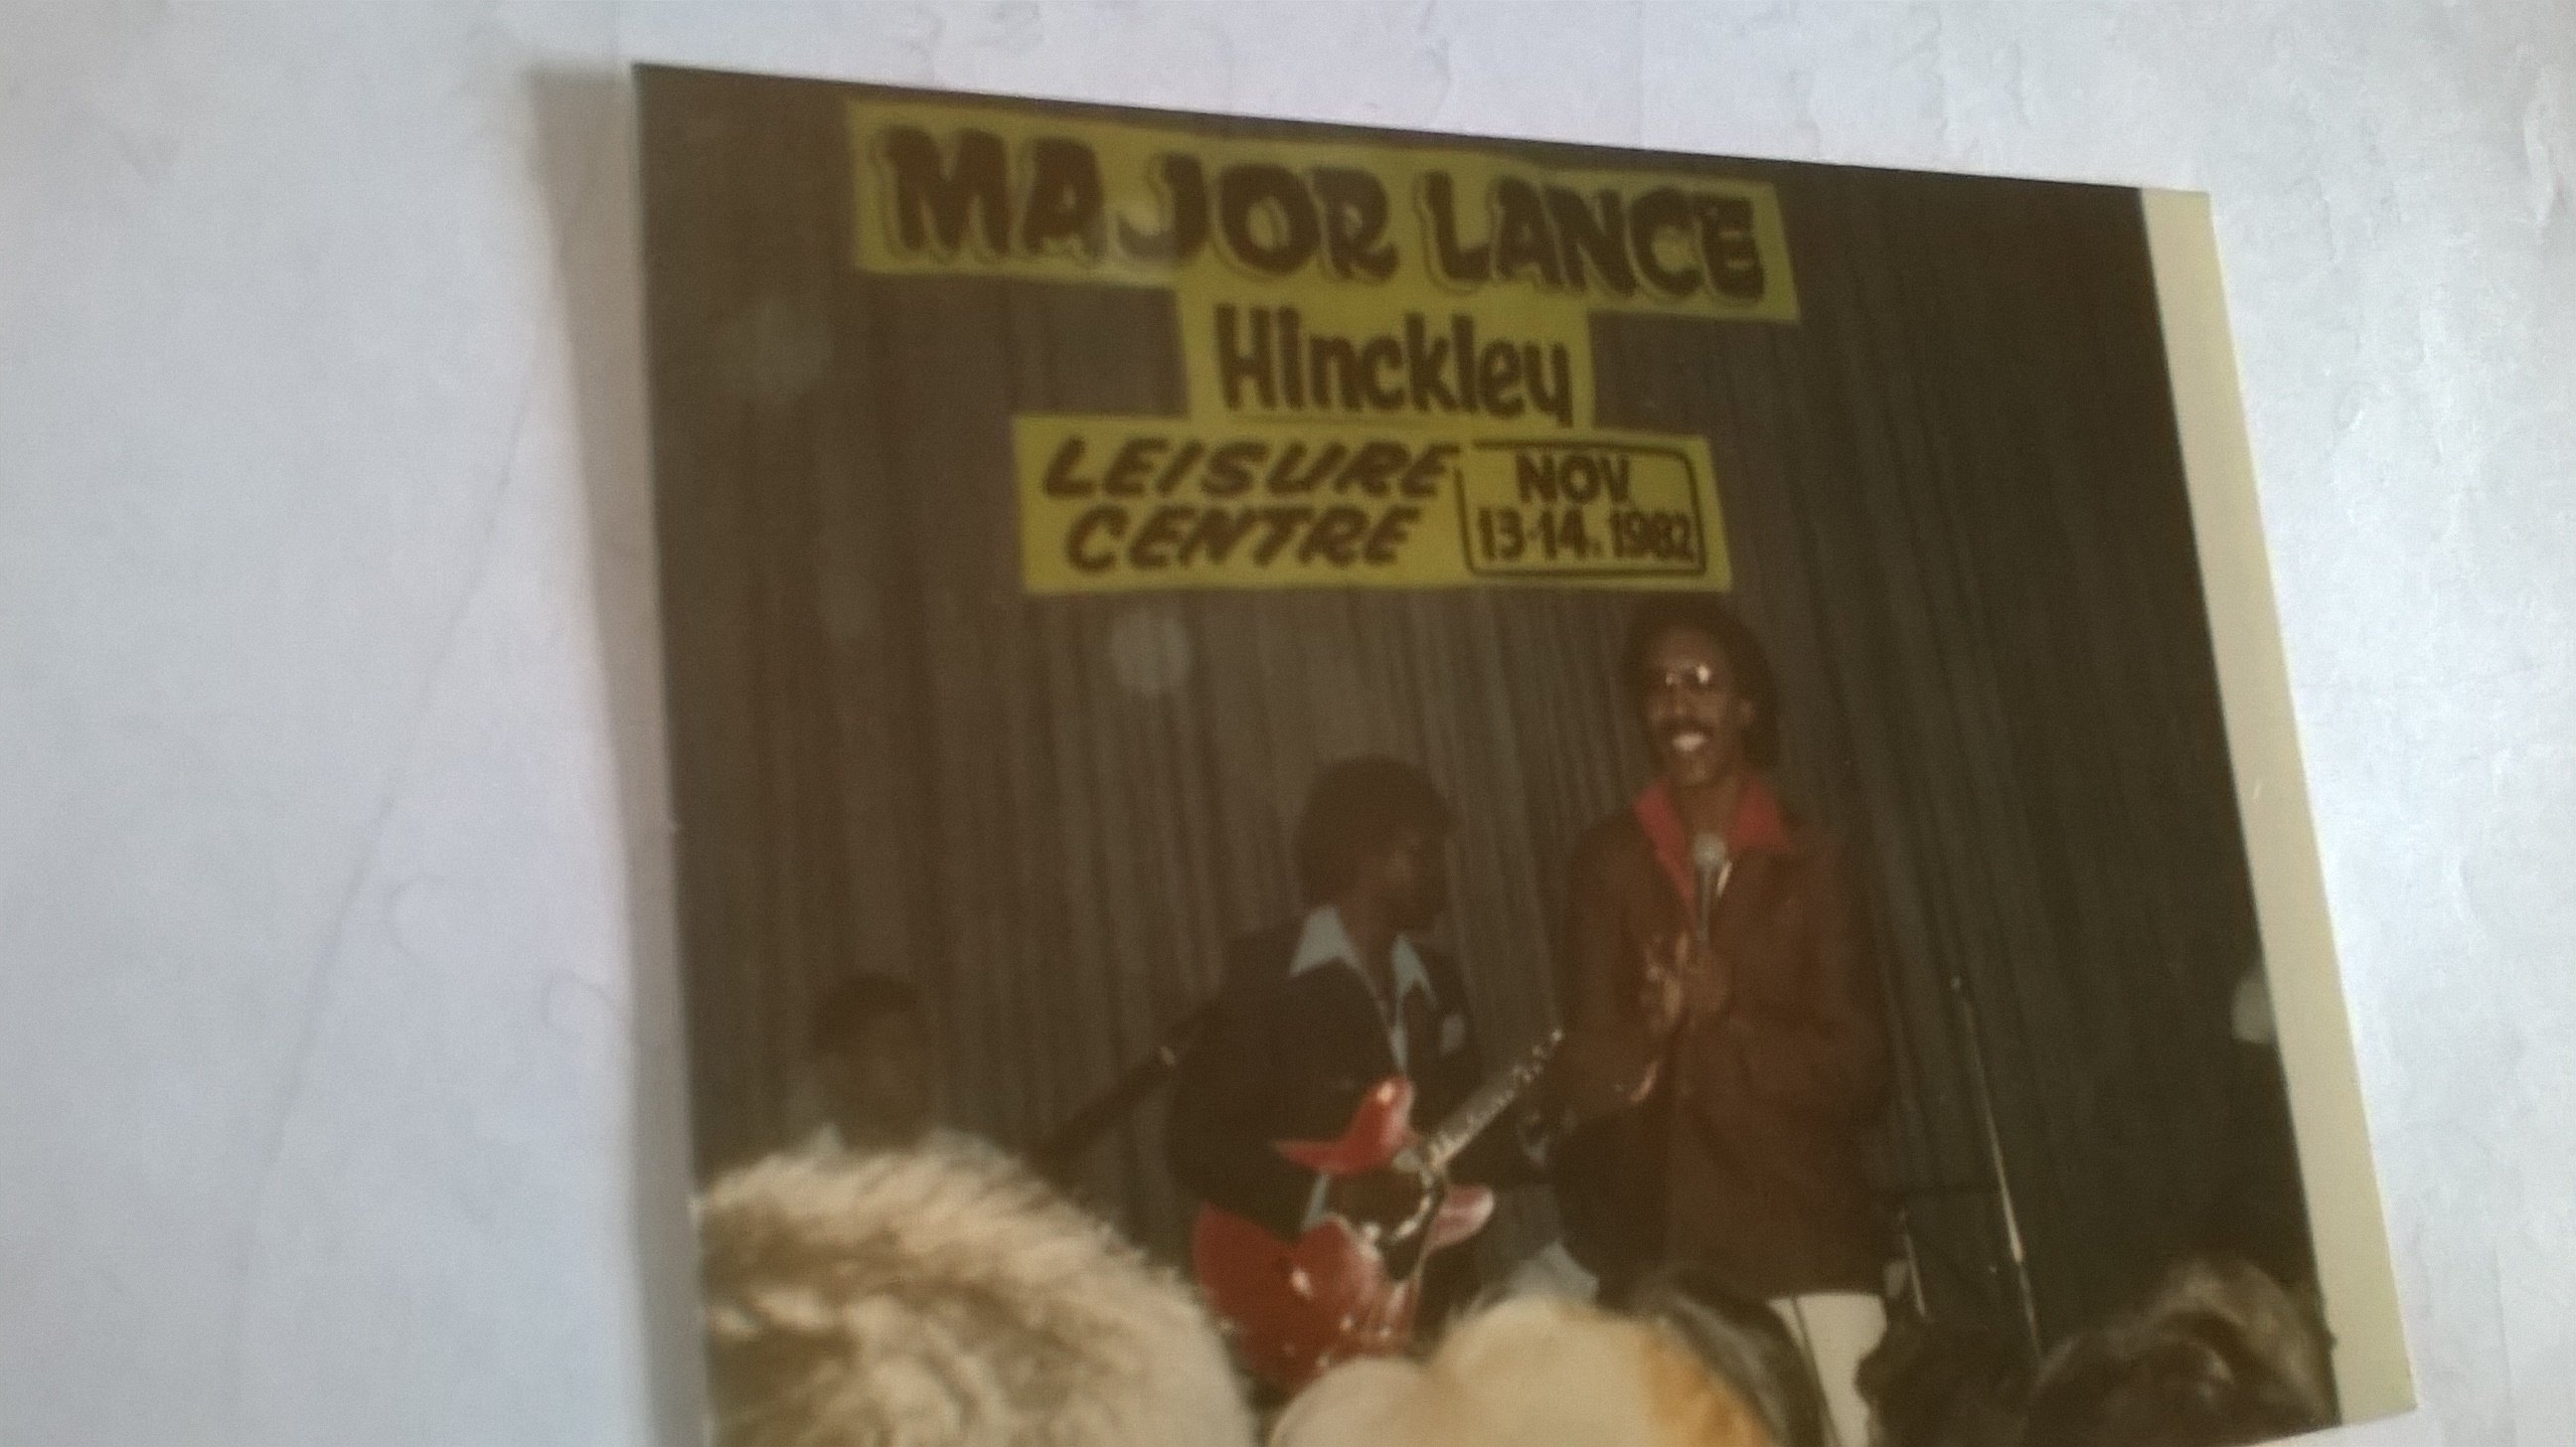 MAJOR LANCE
Hinckley
LEISURE
CENTRE
NOV
13·14. 1982